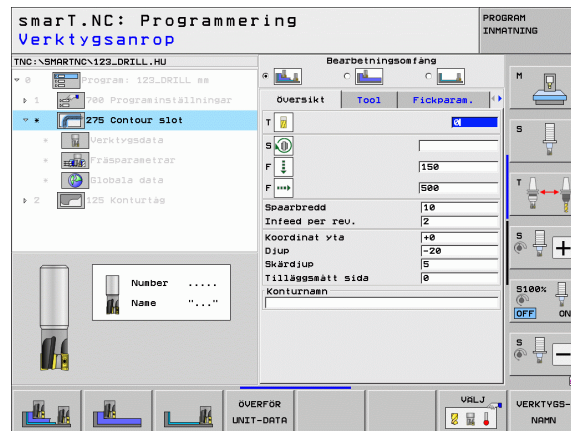 smarT.NC: Programmering
Verktygsanrop
PROGRAM
INMATNING
TNC:\SMARTNC\123_DRILL.HU
0 Program: 123_DRILL mm
1 700 Programinställningar
* 275 Contour slot
* Verktygsdata
* Fräsparametrar
* Globala data
2 125 Konturtåg
Number .....
Name "..."
Bearbetningsomfång
Översikt Tool Fickparam.
T 0
S
F 150
F 500
Spaarbredd 10
Infeed per rev. 2
Koordinat yta +0
Djup -20
Skärdjup 5
Tilläggsmått sida 0
Konturnamn
M
S
T
S
S100%
OFF ON
S
ÖVERFÖR
UNIT-DATA
VÄLJ
VERKTYGS-
NAMN